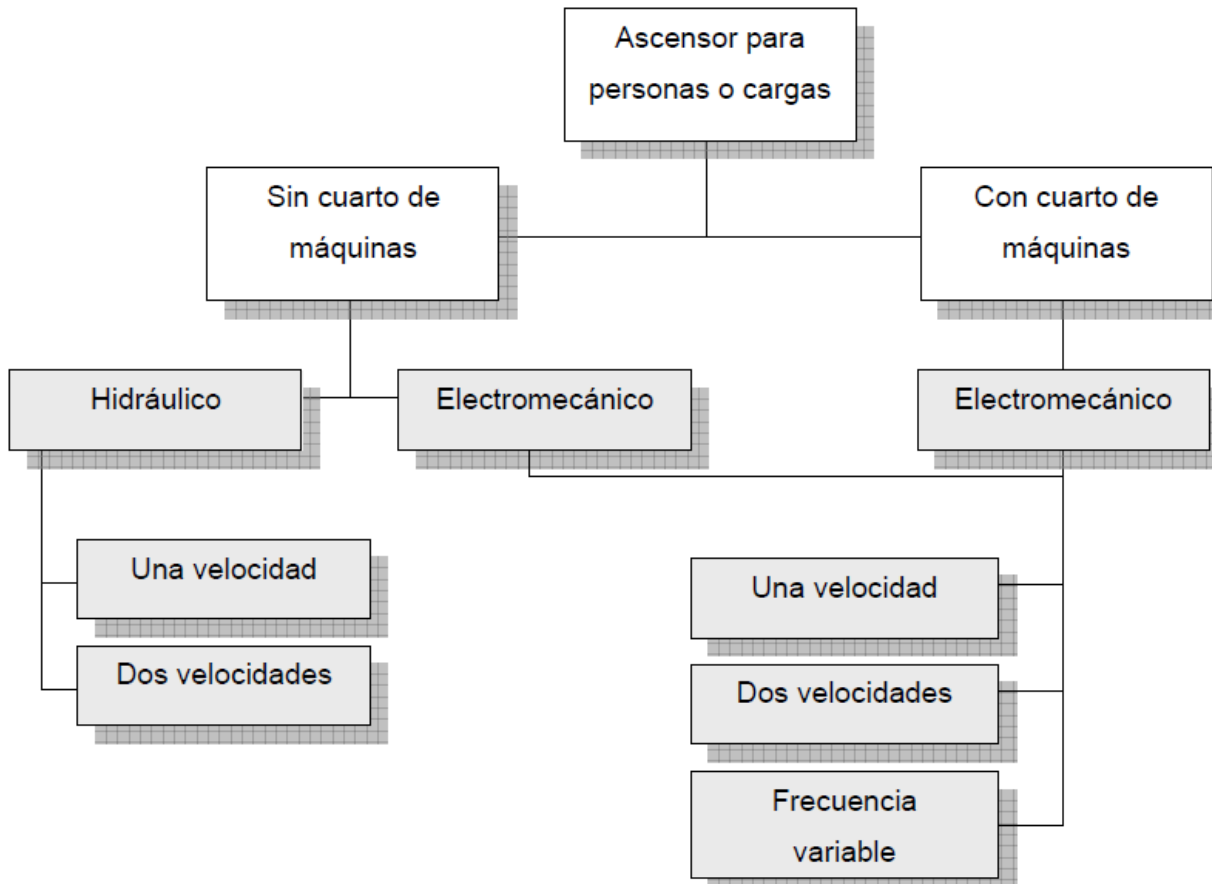 Ascensor para
personas o cargas
Sin cuarto de
máquinas
Con cuarto de
máquinas
Hidráulico
Electromecánico
Electromecánico
Una velocidad
Dos velocidades
Una velocidad
Dos velocidades
Frecuencia
variable